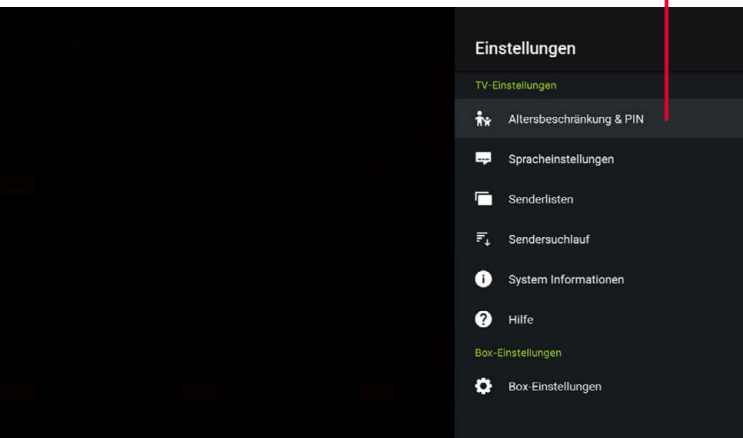 Einstellungen
TV-Einstellungen
Altersbeschränkung & PIN
Spracheinstellungen
Senderlisten
Sendersuchlauf
System Informationen
Hilfe
Box-Einstellungen
Box-Einstellungen